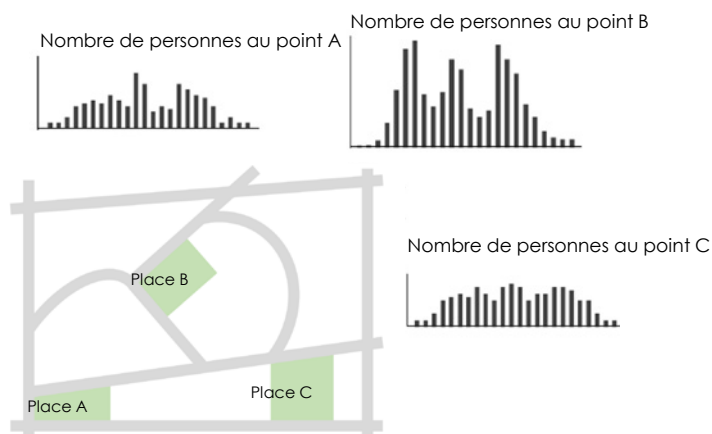 Nombre de personnes au point A
Nombre de personnes au point B
Place B
Nombre de personnes au point C
Place A
Place C